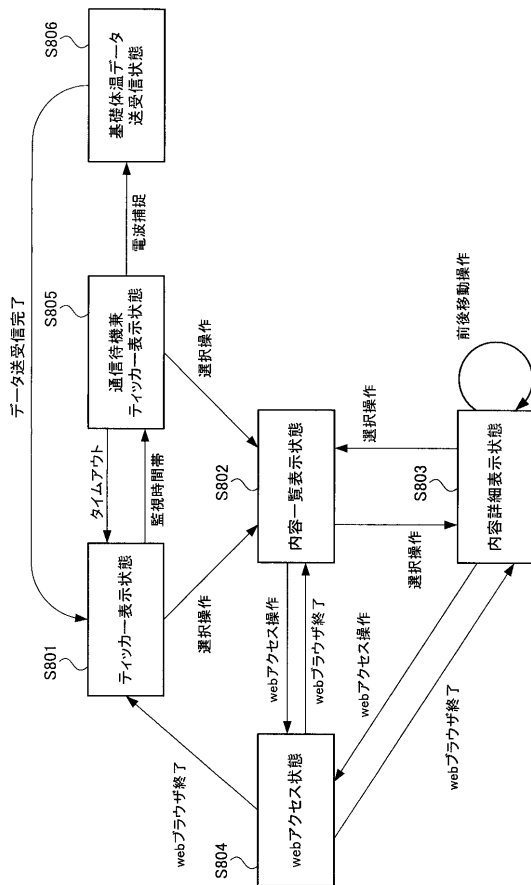 データ送受信完了
S801
ティッカー表示状態
タイムアウト
監視時間帯
S805
通信待機兼
ティッカー表示状態
電波捕捉
S806
基礎体温データ
送受信状態
webブラウザ終了
選択操作
選択操作
S804
webアクセス状態
webアクセス操作
webブラウザ終了
S802
内容一覧表示状態
webアクセス操作
webブラウザ終了
選択操作
選択操作
S803
内容詳細表示状態
前後移動操作